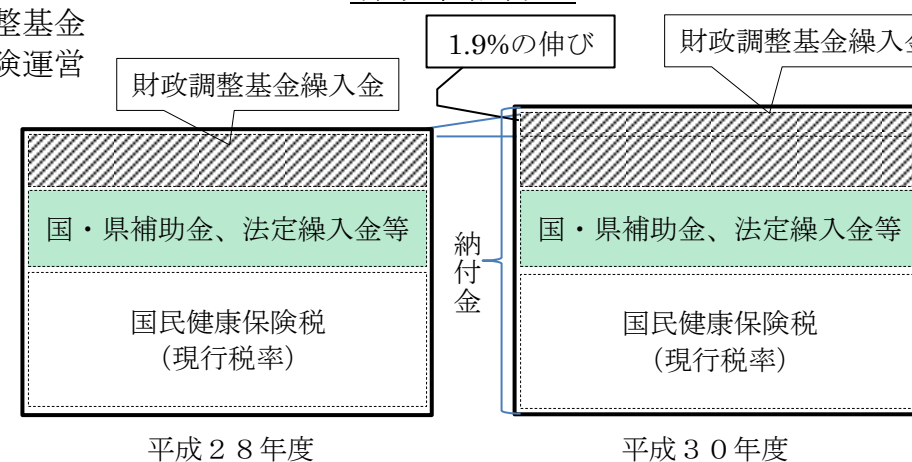 整基金
険運営
財政調整基金繰入金
1.9%の伸び
財政調整基金繰入金
国・県補助金、法定繰入金等
国民健康保険税
（現行税率）
平成２８年度
納付金
国・県補助金、法定繰入金等
国民健康保険税
（現行税率）
平成３０年度